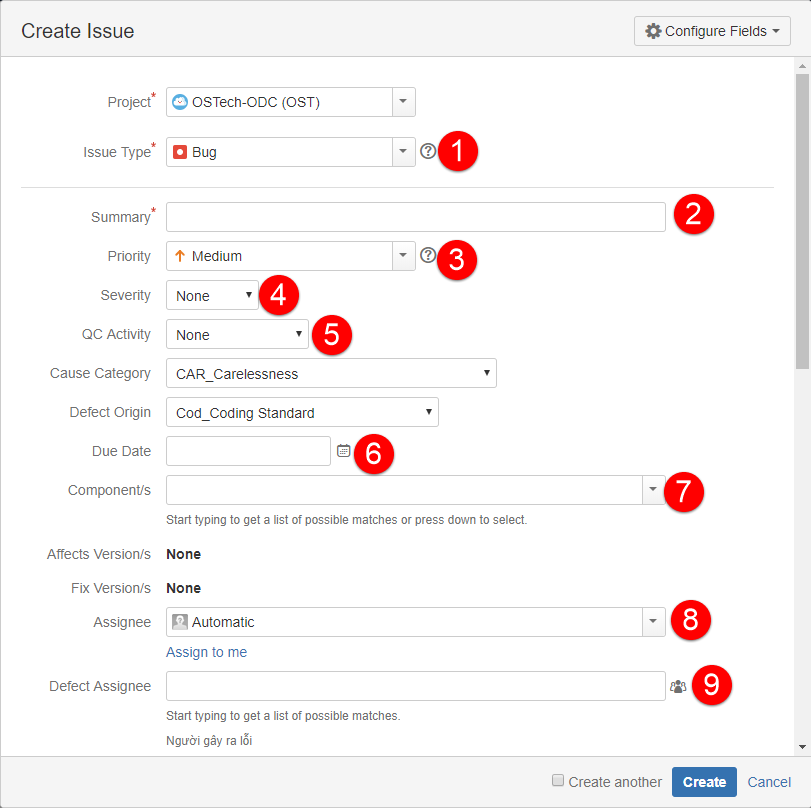 Create Issue
Configure Fields
Project*
OSTech-ODC (OST)
Issue Type*
Bug
1
Summary*
2
Priority
Medium
3
Severity
None
4
QC Activity
None
5
Cause Category
CAR_Carelessness
Defect Origin
Cod_Coding Standard
Due Date
6
Component/s
7
Start typing to get a list of possible matches or press down to select.
Affects Version/s
None
Fix Version/s
None
Assignee
Automatic
8
Assign to me
Defect Assignee
9
Start typing to get a list of possible matches.
Người gây ra lỗi
Create another
Create
Cancel